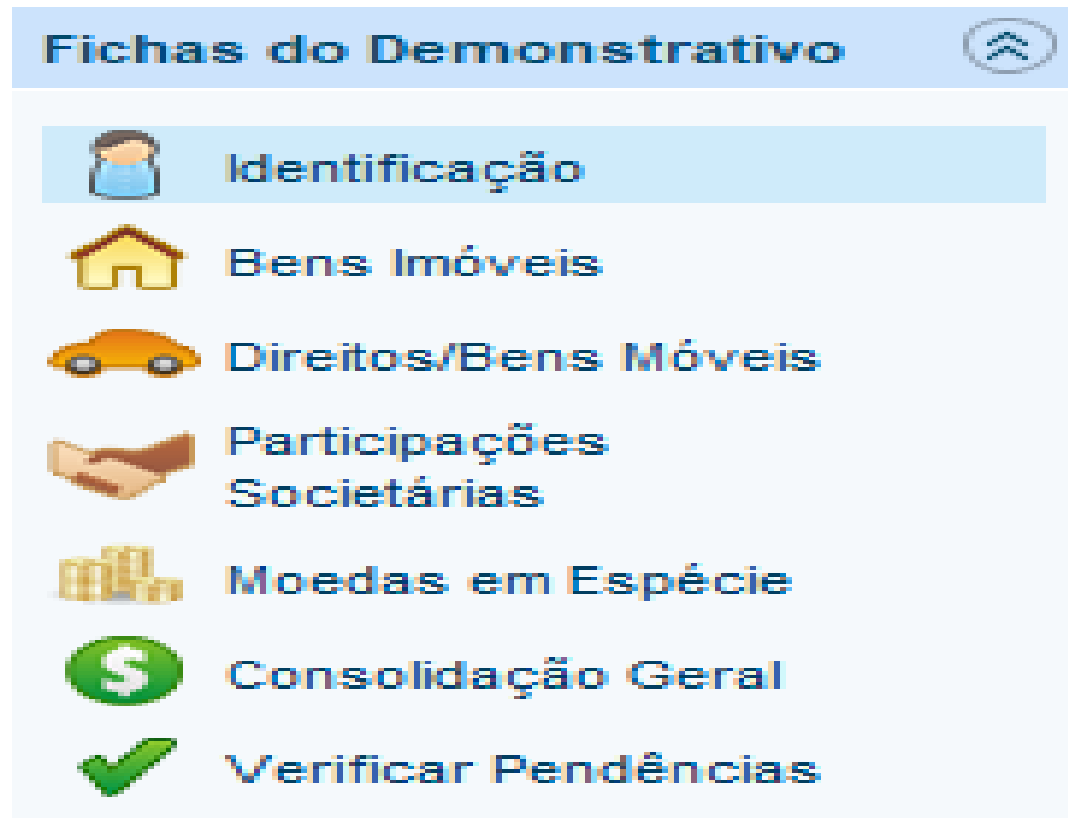 Fichas do Demonstrativo
Identificação
Bens Imóveis
Direitos/Bens Móveis
Participações
Societárias
Moedas em Espécie
Consolidação Geral
Verificar Pendências